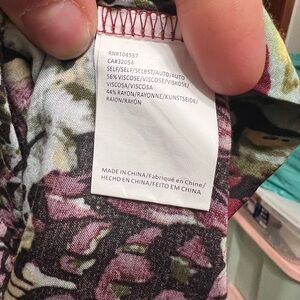 RN#104537
CA#32054
SELF/SELF/SELBST/AUTO/AUTO
56% VISCOSE/VISCOSE/VISKOSE/
VISCOSA/VISCOSA
44% RAYON/RAYONNE/KUNSTSEIDE/
RAION/RAYÓN
MADE IN CHINA/Fabriqué en Chine/
HECHO EN CHINA/FEITO EM CHINA